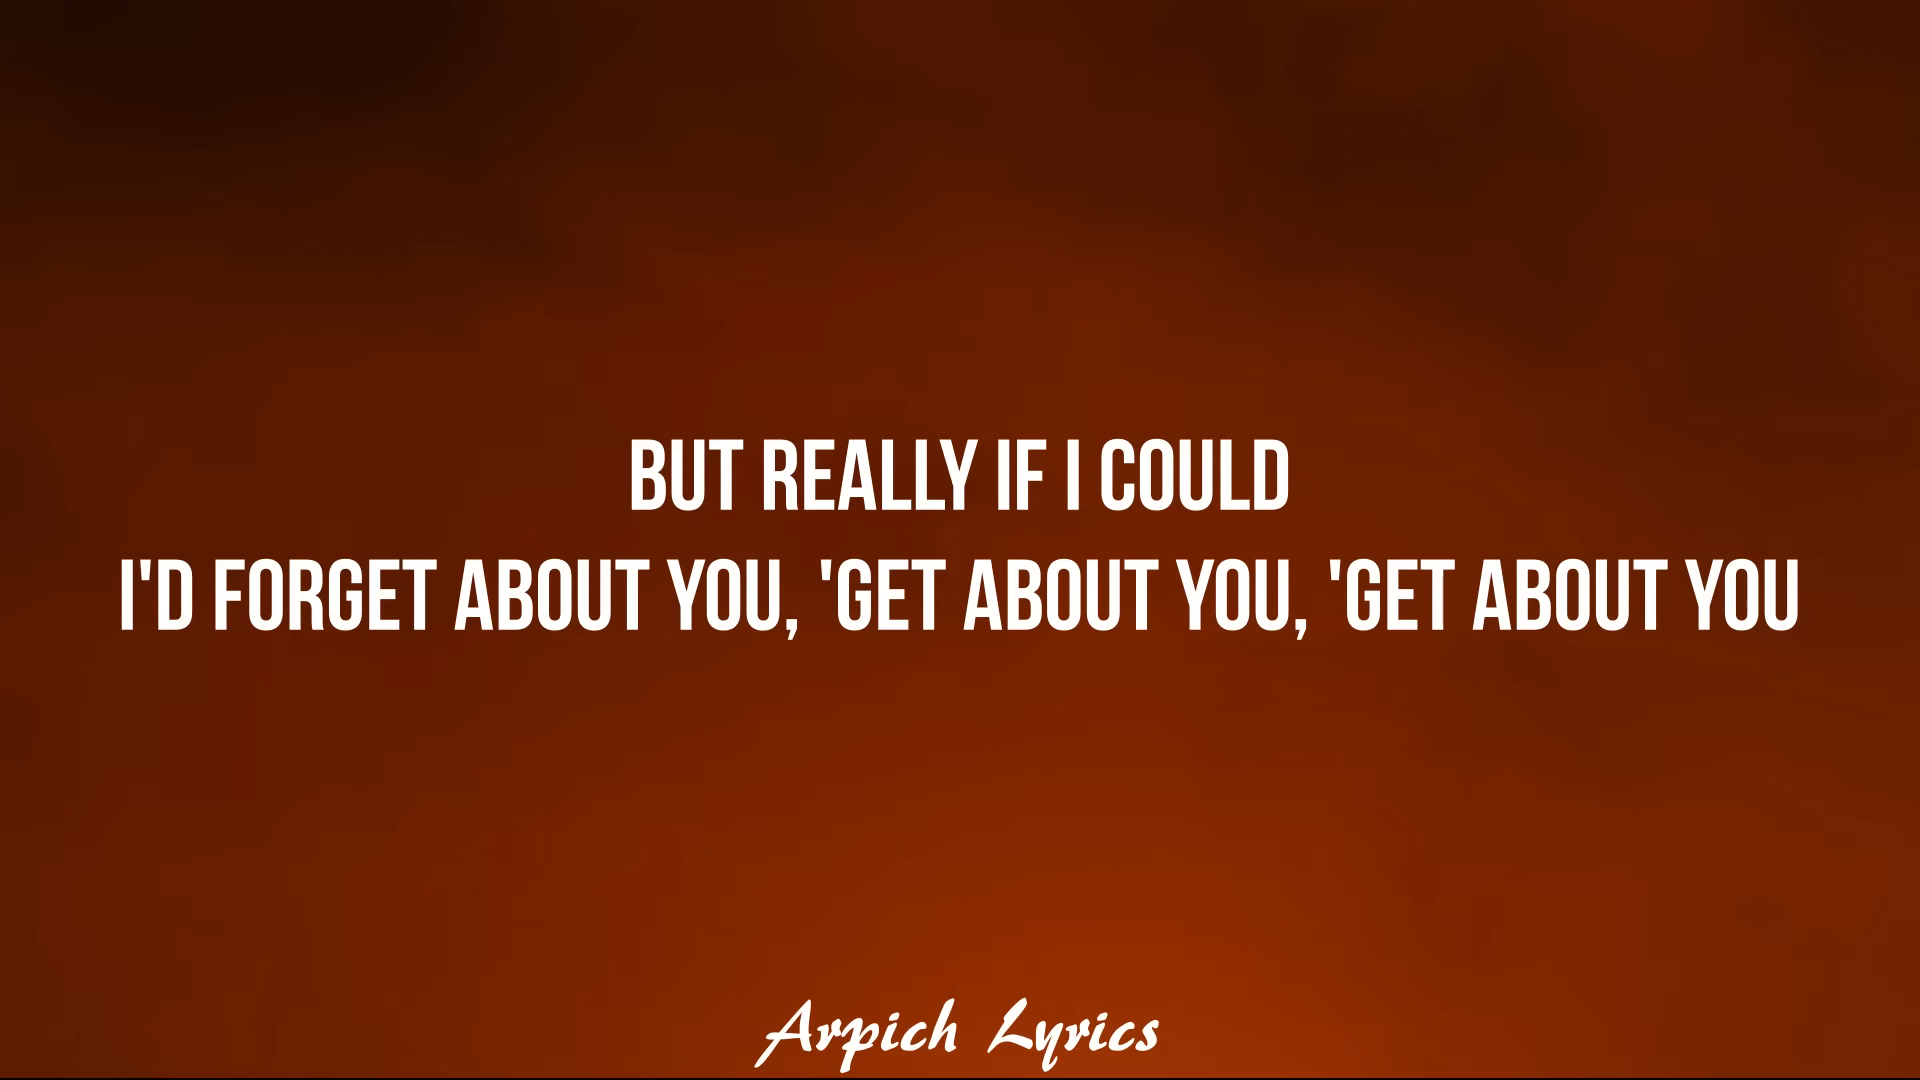 BUT REALLY IF I COULD
I'D FORGET ABOUT YOU, 'GET ABOUT YOU, 'GET ABOUT YOU
Arpich Lyrics